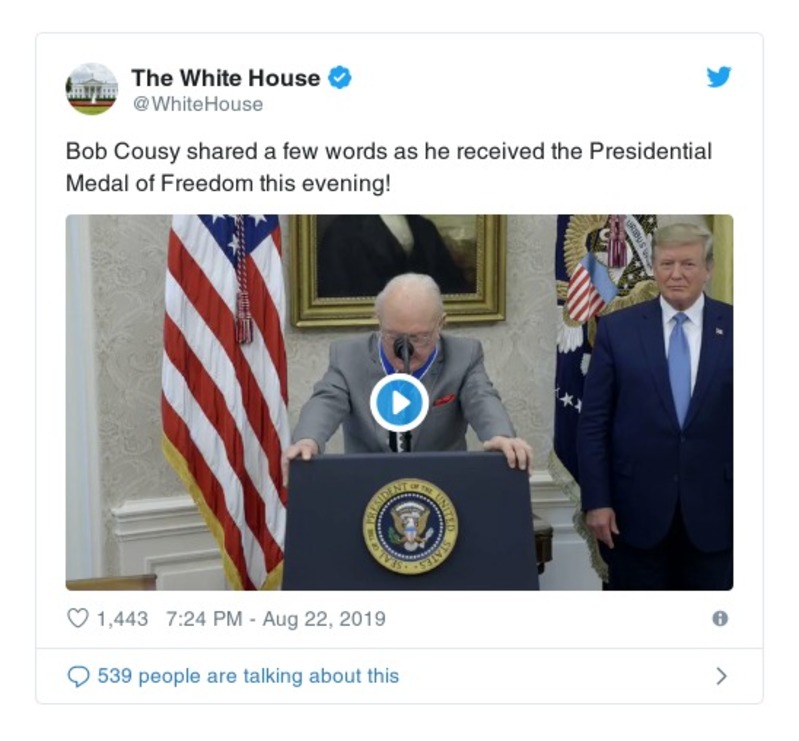 The White House
@WhiteHouse
Bob Cousy shared a few words as he received the Presidential
Medal of Freedom this evening!
SEAL OF THE PRESIDENT OF THE UNITED STATES
1,443 7:24 PM - Aug 22, 2019
539 people are talking about this